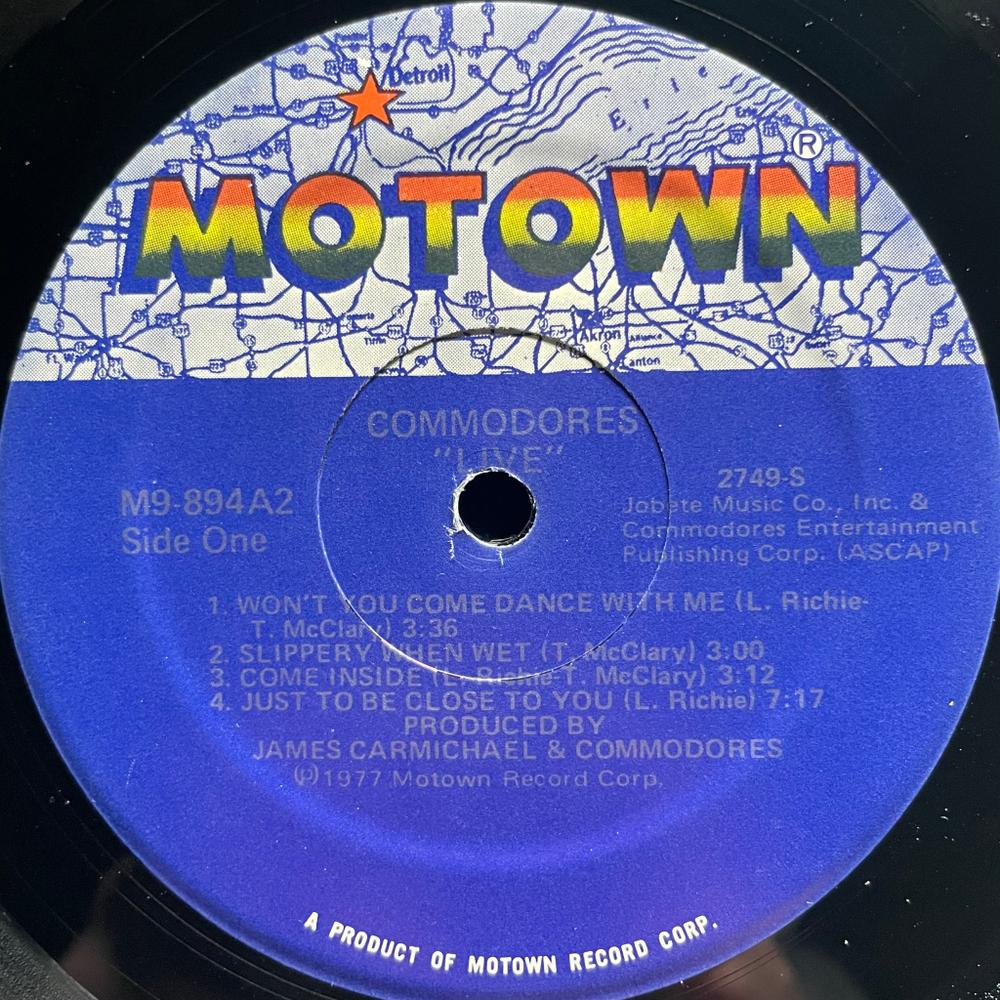 Detroit
Erie
MOTOWN®
Akron
Alliance
Canton
COMMODORES
"LIVE"
M9-894A2
Side One
2749-S
Jobete Music Co., Inc. &
Commodores Entertainment
Publishing Corp. (ASCAP)
1. WON'T YOU COME DANCE WITH ME (L. Richie-
T. McClary) 3:36
2. SLIPPERY WHEN WET (T. McClary) 3:00
3. COME INSIDE (L. Richie-T. McClary) 3:12
4. JUST TO BE CLOSE TO YOU (L. Richie) 7:17
PRODUCED BY
JAMES CARMICHAEL & COMMODORES
℗1977 Motown Record Corp.
A PRODUCT OF MOTOWN RECORD CORP.